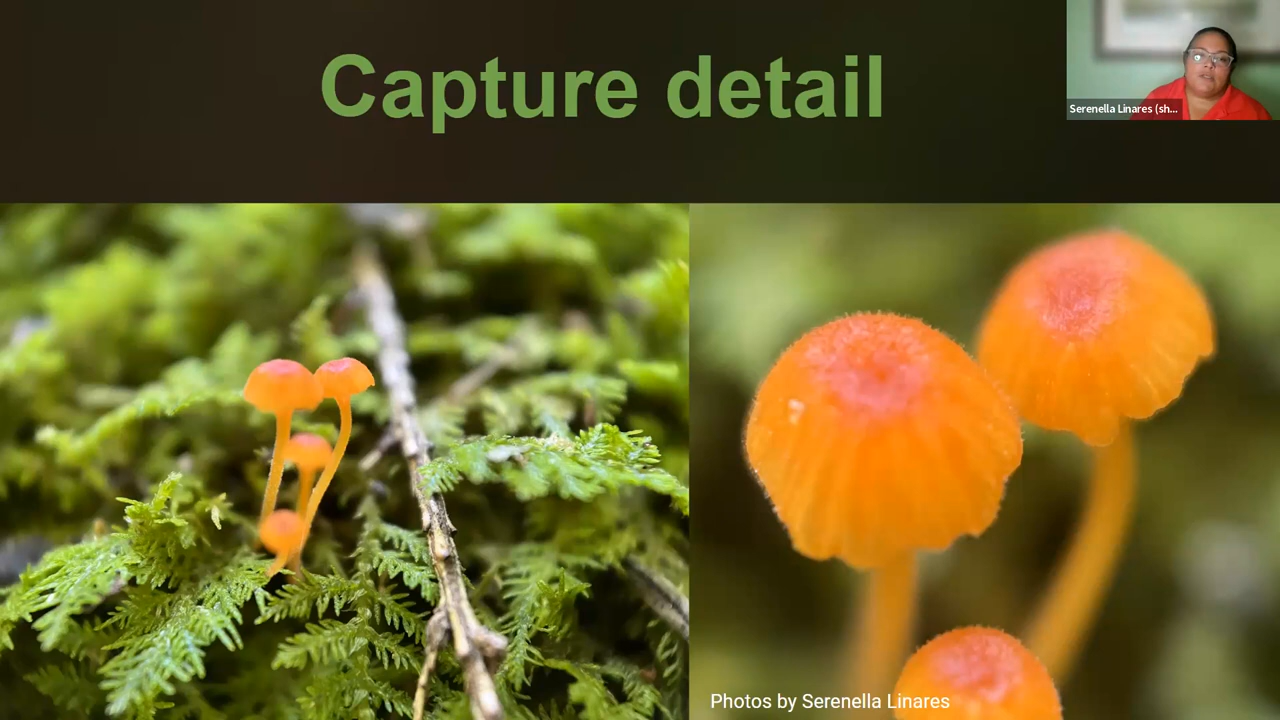 Capture detail
Serenella Linares (sh...
Photos by Serenella Linares